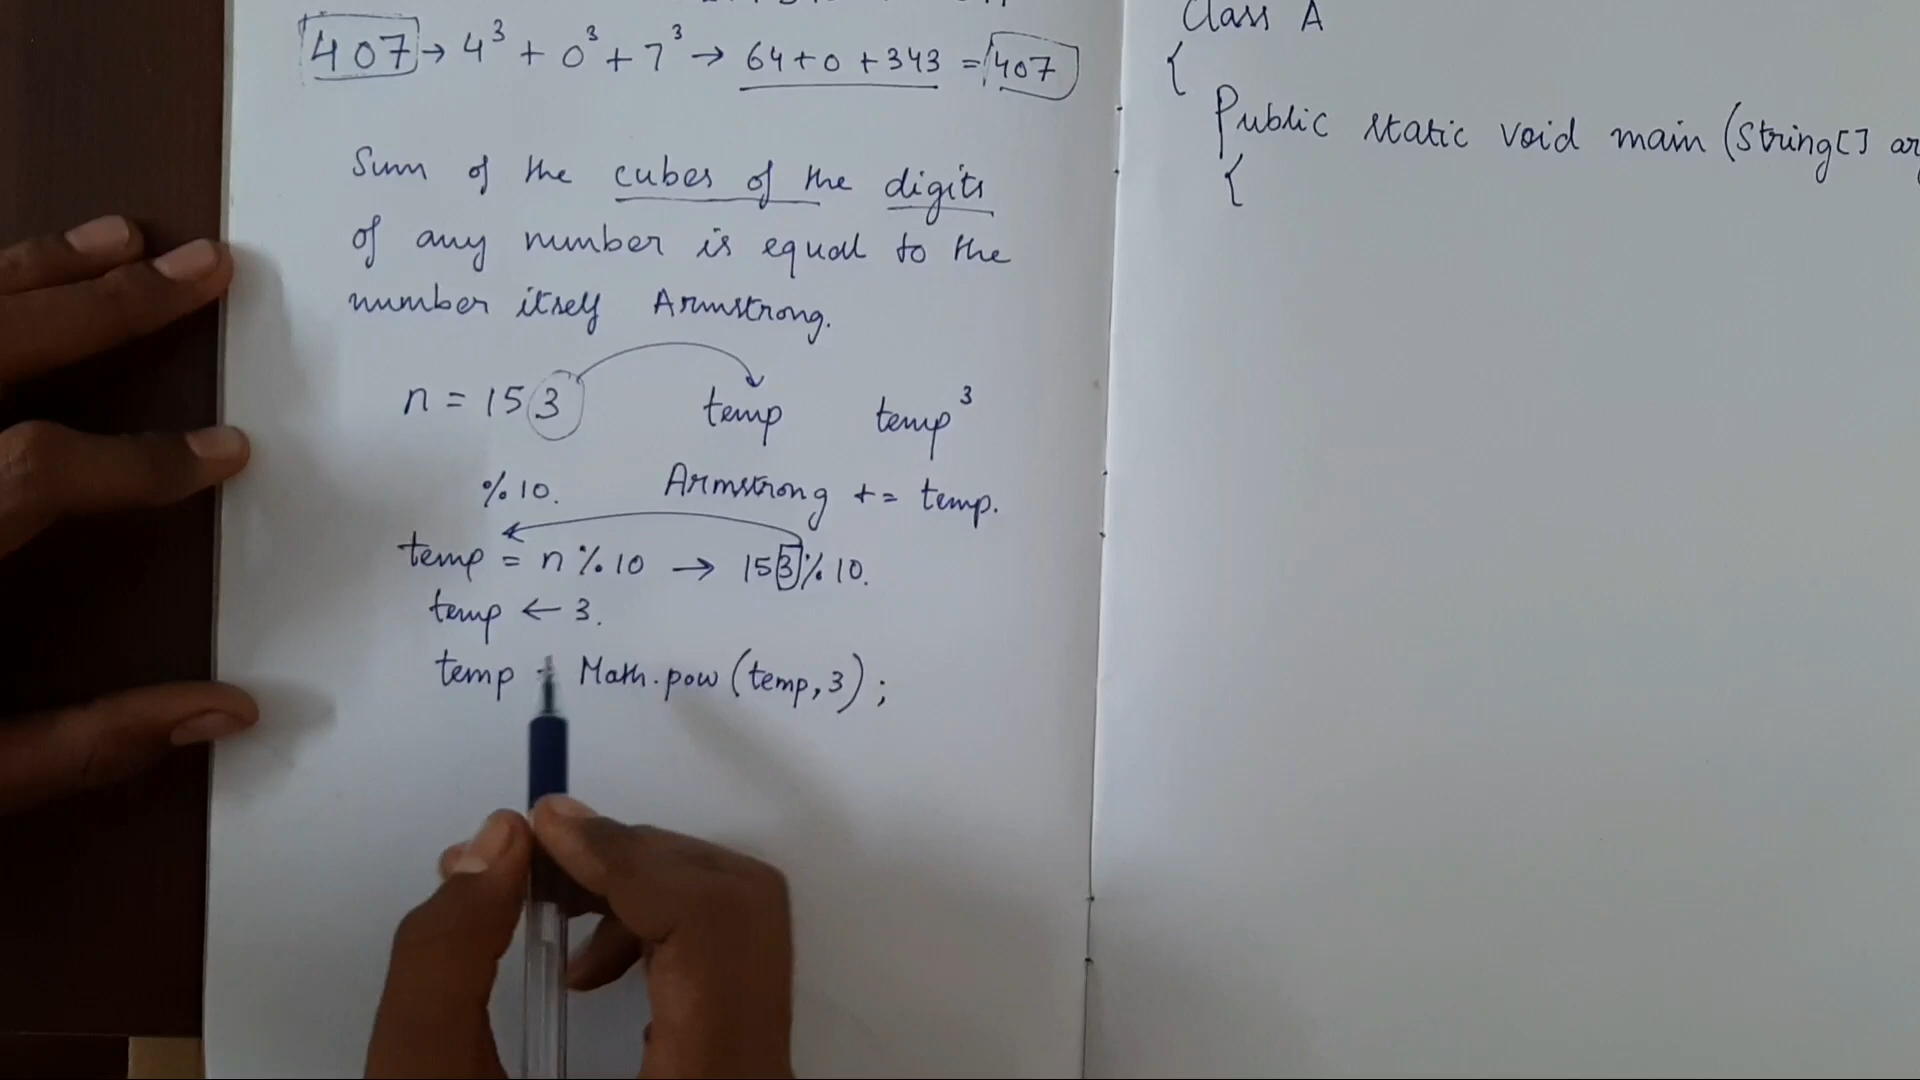 407 → 4³ + 0³ + 7³ → 64+0+343 = 407
Sum of the cubes of the digits
of any number is equal to the
number itself Armstrong.
n = 153 temp temp³
%10. Armstrong += temp.
temp = n%10 → 153%10.
temp ← 3.
temp = Math.pow(temp,3);
Class A
{
Public static void main (String[] ar
{